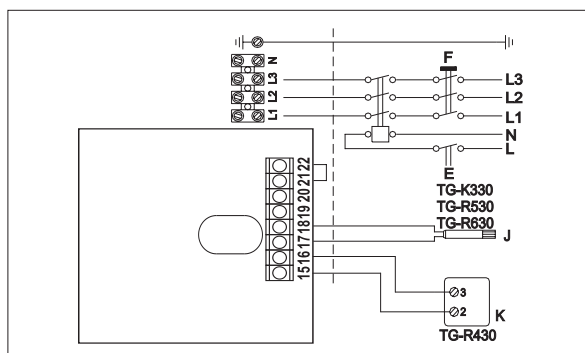 F
N
L3
L2
L1
L3
L2
L1
N
L
E
TG-K330
TG-R530
TG-R630
J
22
21
20
19
18
17
16
15
3
2
K
TG-R430